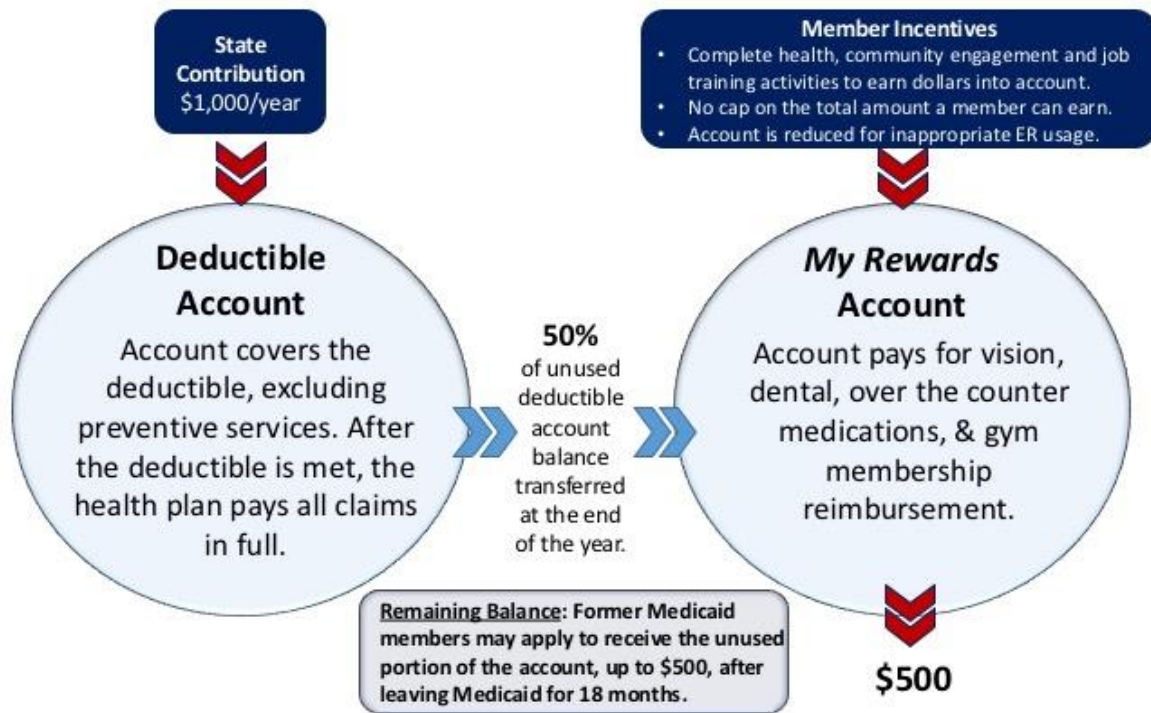 State
Contribution
$1,000/year
Member Incentives
• Complete health, community engagement and job
training activities to earn dollars into account.
• No cap on the total amount a member can earn.
• Account is reduced for inappropriate ER usage.
Deductible
Account
Account covers the
deductible, excluding
preventive services. After
the deductible is met, the
health plan pays all claims
in full.
50%
of unused
deductible
account
balance
transferred
at the end
of the year.
My Rewards
Account
Account pays for vision,
dental, over the counter
medications, & gym
membership
reimbursement.
Remaining Balance: Former Medicaid
members may apply to receive the unused
portion of the account, up to $500, after
leaving Medicaid for 18 months.
$500